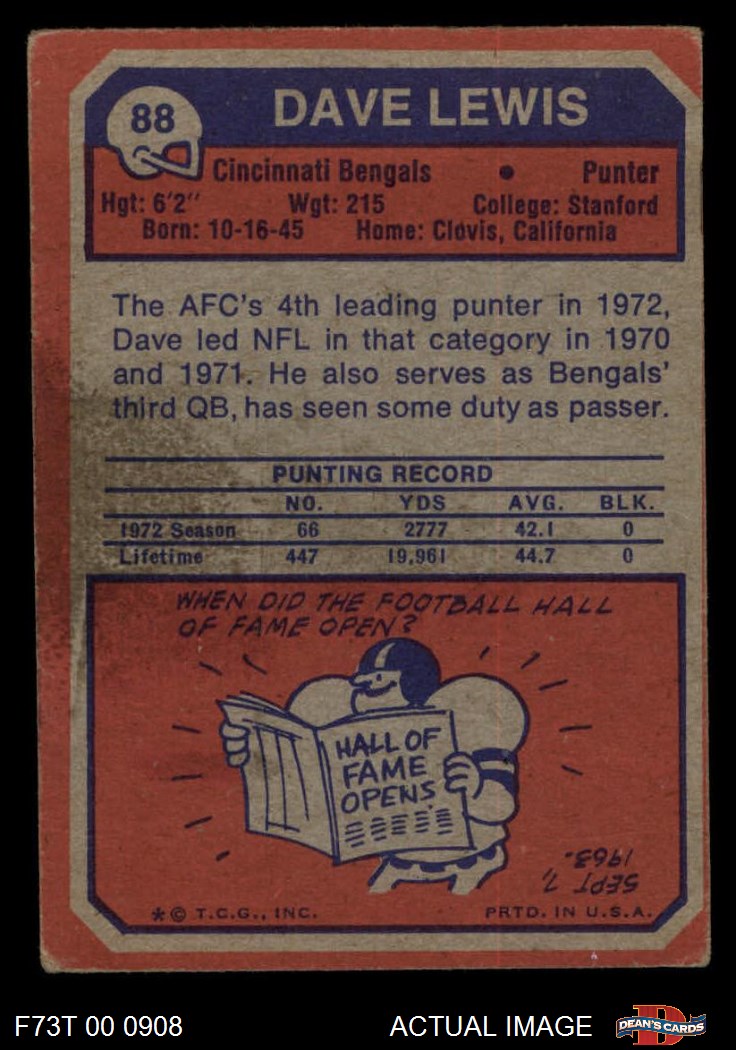 88
DAVE LEWIS
Cincinnati Bengals • Punter
Hgt: 6'2" Wgt: 215 College: Stanford
Born: 10-16-45 Home: Clovis, California
The AFC's 4th leading punter in 1972,
Dave led NFL in that category in 1970
and 1971. He also serves as Bengals'
third QB, has seen some duty as passer.
PUNTING RECORD
NO. YDS AVG. BLK.
1972 Season 66 2777 42.1 0
Lifetime 447 19,961 44.7 0
WHEN DID THE FOOTBALL HALL
OF FAME OPEN?
HALL OF
FAME
OPENS
SEPT 7,
1963.
*© T.C.G., INC. PRTD. IN U.S.A.
F73T 00 0908 ACTUAL IMAGE
D
DEAN'S CARDS